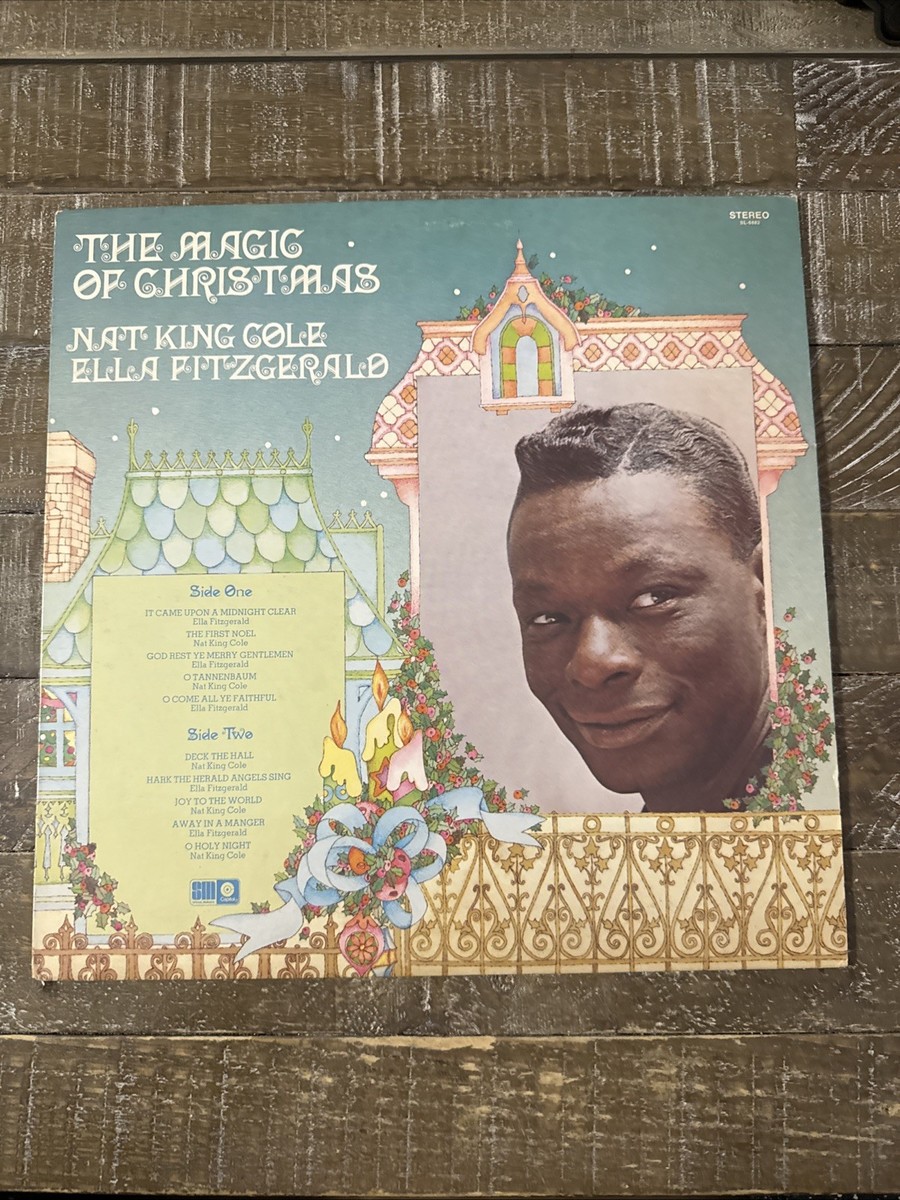 THE MAGIC
OF CHRISTMAS
NAT KING COLE
ELLA FITZGERALD
STEREO
Side One
IT CAME UPON A MIDNIGHT CLEAR
Ella Fitzgerald
THE FIRST NOEL
Nat King Cole
GOD REST YE MERRY GENTLEMEN
Ella Fitzgerald
O TANNENBAUM
Nat King Cole
O COME ALL YE FAITHFUL
Ella Fitzgerald
Side Two
DECK THE HALL
Nat King Cole
HARK THE HERALD ANGELS SING
Ella Fitzgerald
JOY TO THE WORLD
Nat King Cole
AWAY IN A MANGER
Ella Fitzgerald
O HOLY NIGHT
Nat King Cole
Capitol